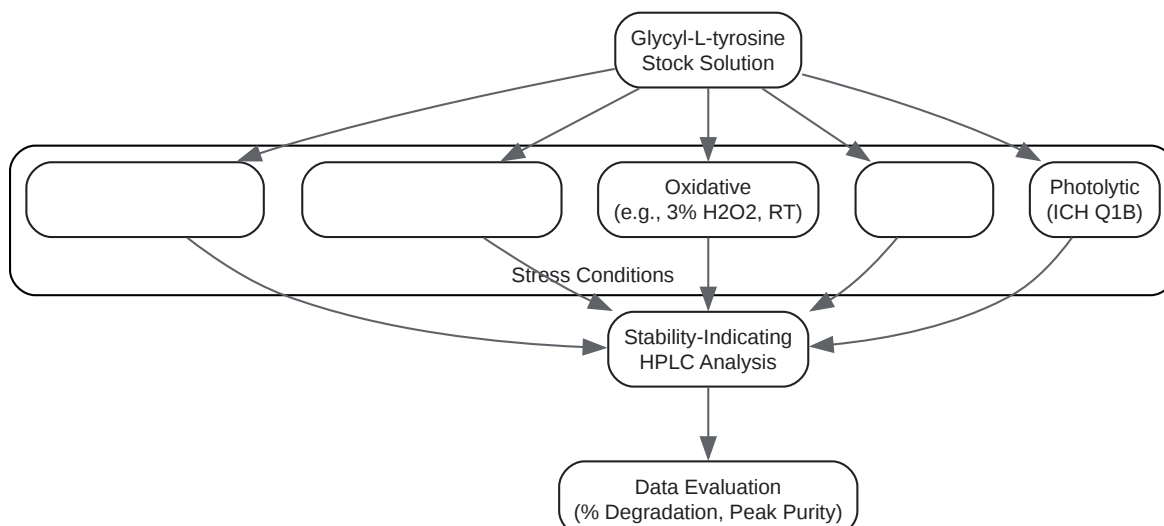 Glycyl-L-tyrosine
Stock Solution
Oxidative
(e.g., 3% H2O2, RT)
Photolytic
(ICH Q1B)
Stress Conditions
Stability-Indicating
HPLC Analysis
Data Evaluation
(% Degradation, Peak Purity)